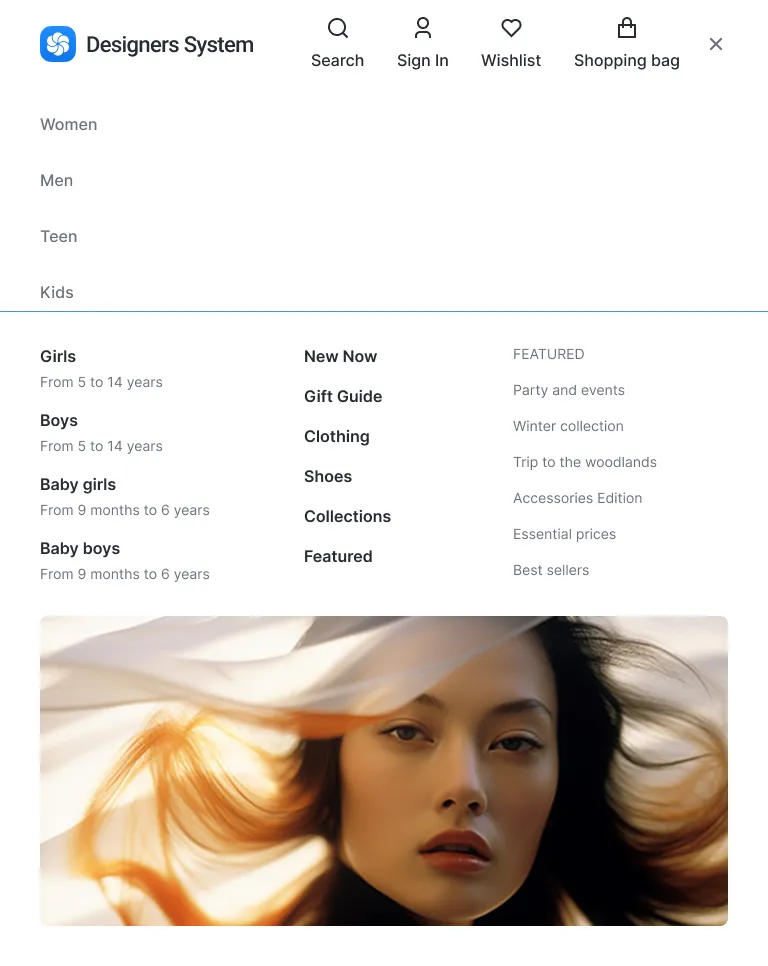 Designers System
Search
Sign In
Wishlist
Shopping bag
Women
Men
Teen
Kids
Girls
From 5 to 14 years
Boys
From 5 to 14 years
Baby girls
From 9 months to 6 years
Baby boys
From 9 months to 6 years
New Now
Gift Guide
Clothing
Shoes
Collections
Featured
FEATURED
Party and events
Winter collection
Trip to the woodlands
Accessories Edition
Essential prices
Best sellers